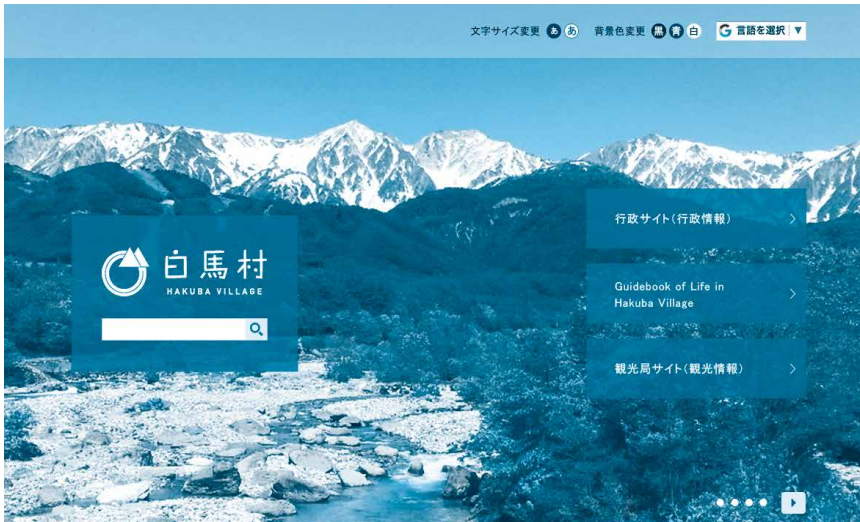 文字サイズ変更 あ あ 背景色変更 黒 青 白 G 言語を選択 ▼
行政サイト(行政情報)
白馬村
HAKUBA VILLAGE
Guidebook of Life in
Hakuba Village
観光局サイト(観光情報)